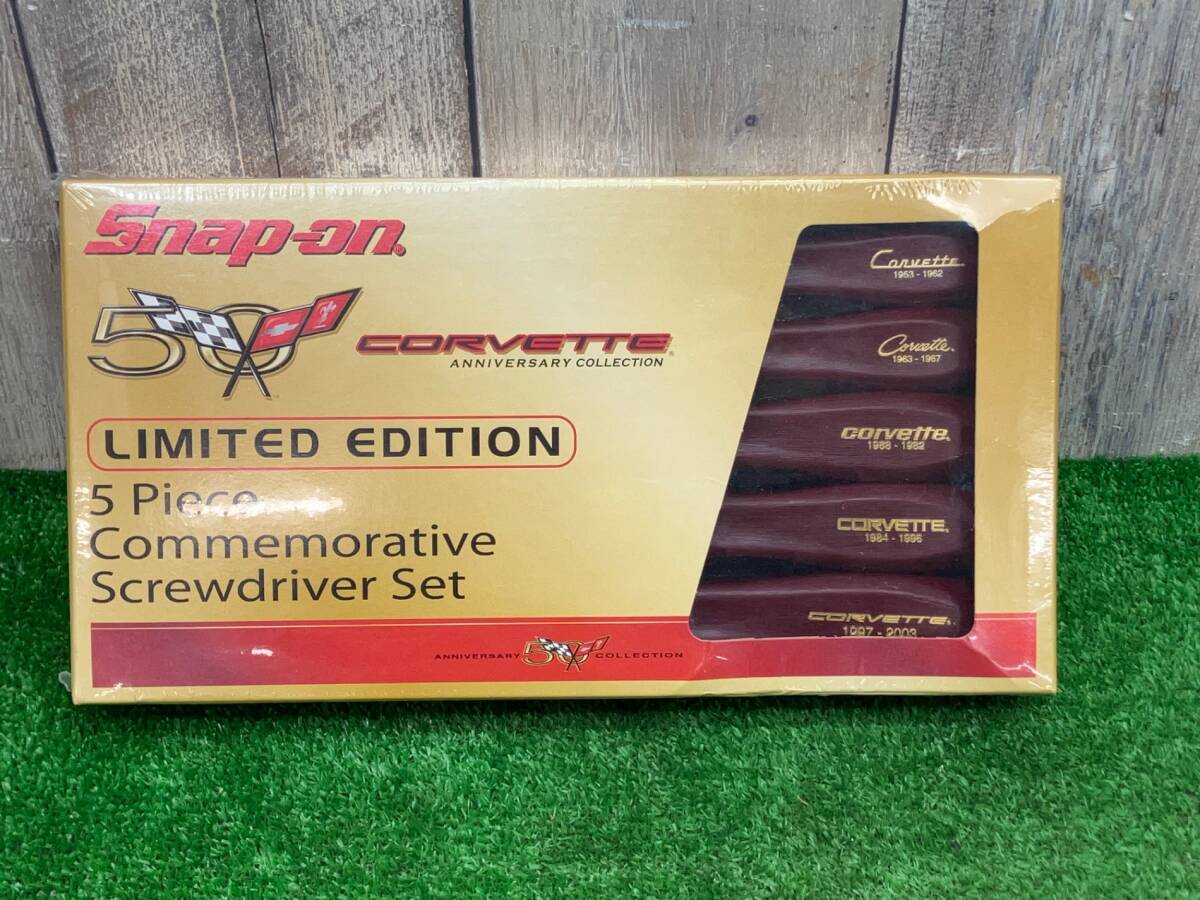 Snap-on®
50
CORVETTE®
ANNIVERSARY COLLECTION
LIMITED EDITION
5 Piece
Commemorative
Screwdriver Set
ANNIVERSARY 50 COLLECTION
Corvette
1953 - 1962
Corvette
1963 - 1967
corvette
1968 - 1982
CORVETTE
1984 - 1996
CORVETTE
1997 - 2003